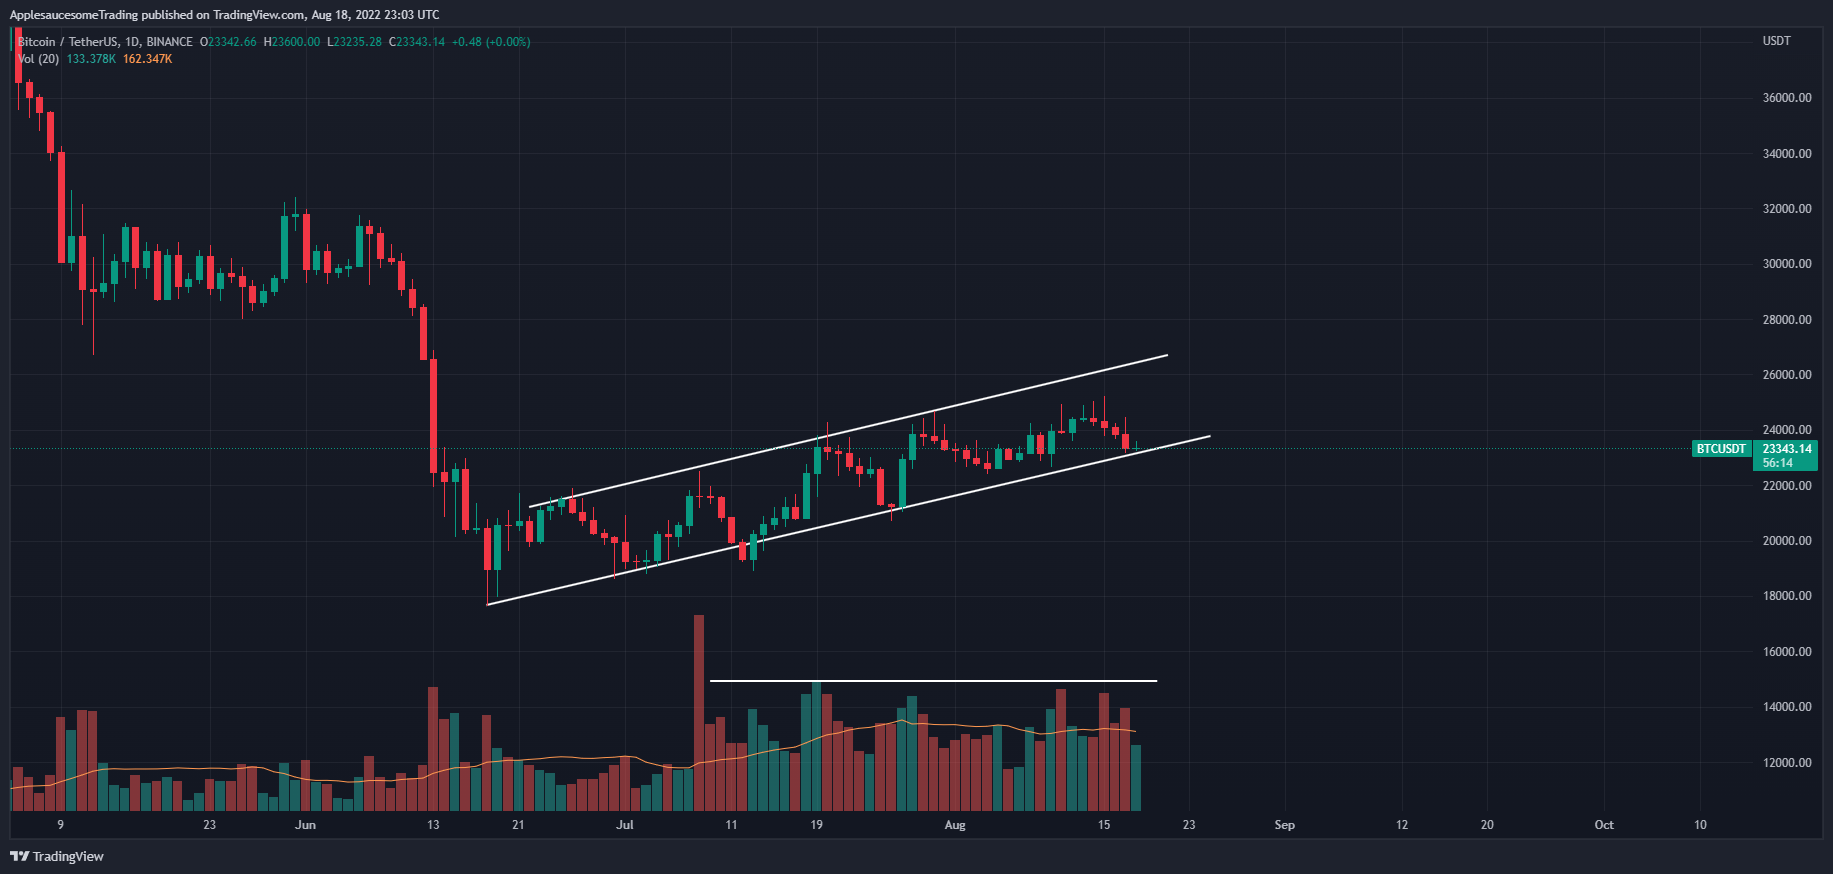 ApplesaucesomeTrading published on TradingView.com, Aug 18, 2022 23:03 UTC
Bitcoin / TetherUS, 1D, BINANCE O23342.66 H23600.00 L23235.28 C23343.14 +0.48 (+0.00%)
USDT
Vol (20) 133.378K 162.347K
36000.00
34000.00
32000.00
30000.00
28000.00
26000.00
24000.00
BTCUSDT 23343.14
56:14
22000.00
20000.00
18000.00
16000.00
14000.00
12000.00
9 23 Jun 13 21 Jul 11 19 Aug 15 23 Sep 12 20 Oct 10
TradingView